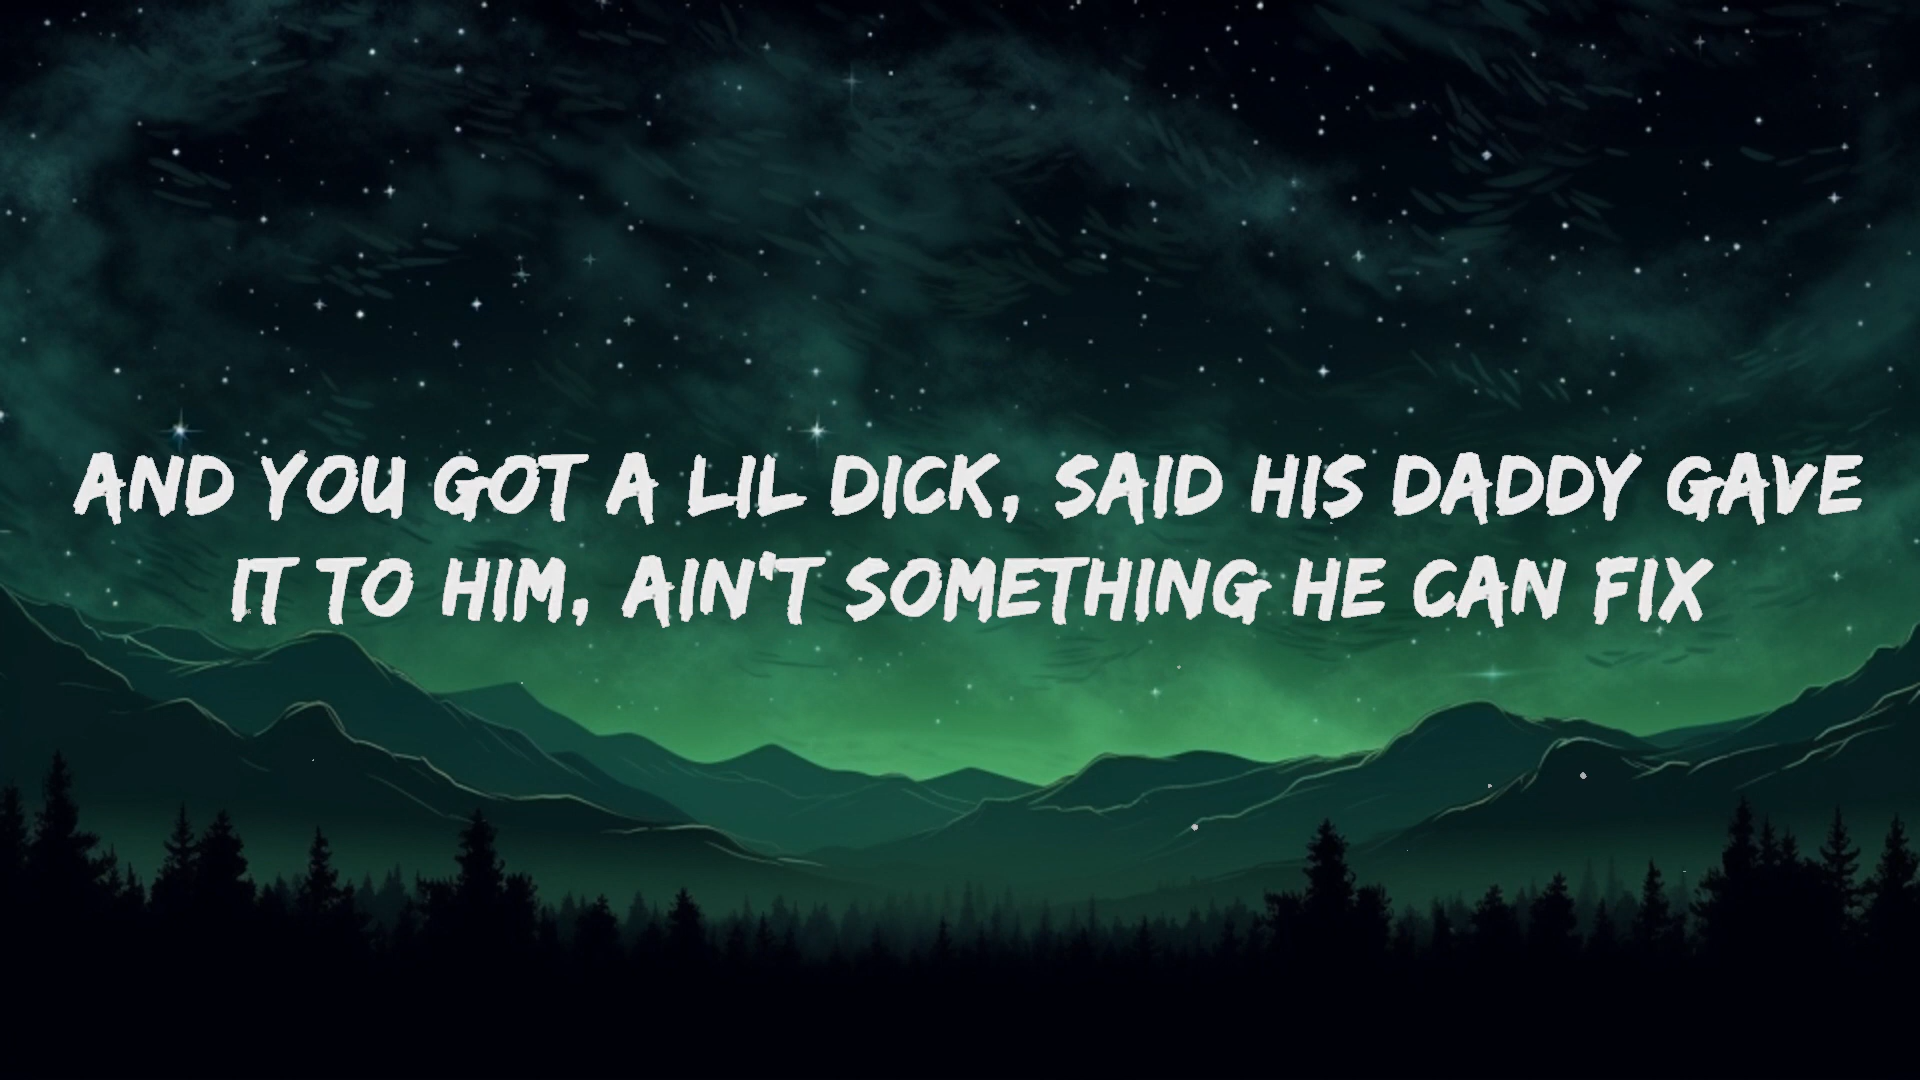 AND YOU GOT A LIL DICK, SAID HIS DADDY GAVE
IT TO HIM, AIN'T SOMETHING HE CAN FIX